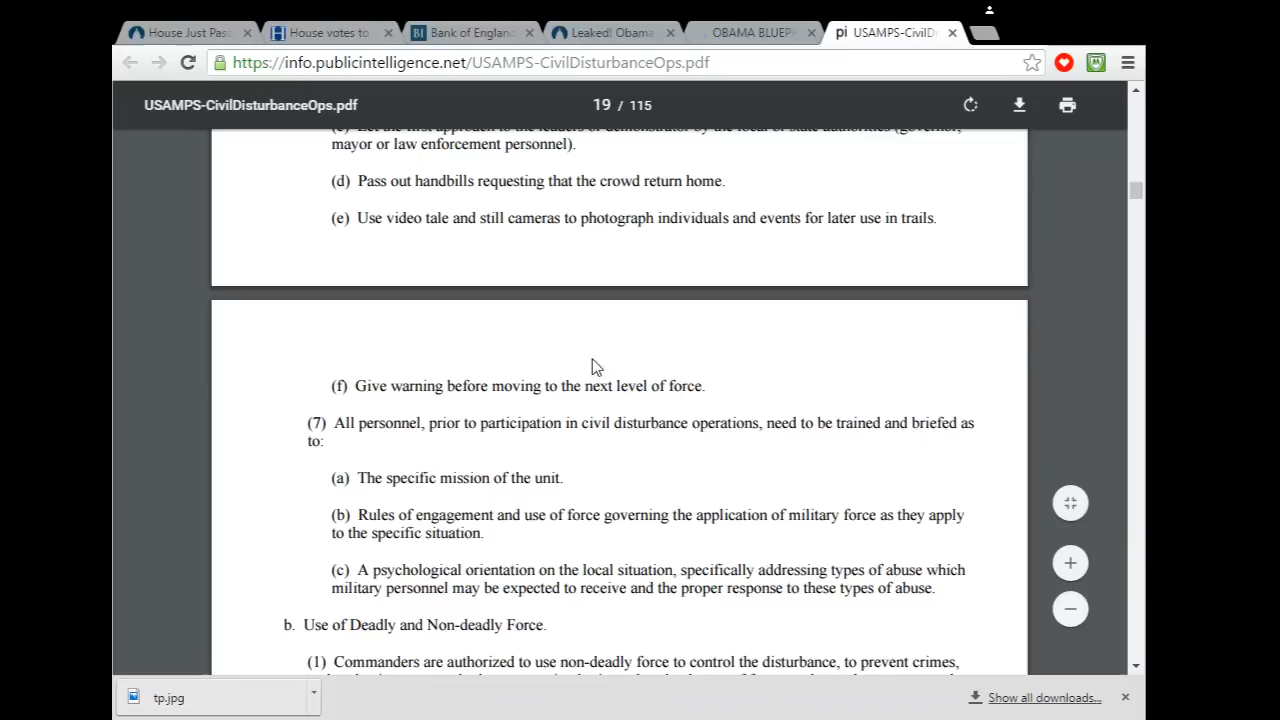 House Just Pas
House votes to
Bank of England
Leaked! Obama
OBAMA BLUEP
pi USAMPS-CivilD
https://info.publicintelligence.net/USAMPS-CivilDisturbanceOps.pdf
USAMPS-CivilDisturbanceOps.pdf
19 / 115
mayor or law enforcement personnel).
(d) Pass out handbills requesting that the crowd return home.
(e) Use video tale and still cameras to photograph individuals and events for later use in trails.
(f) Give warning before moving to the next level of force.
(7) All personnel, prior to participation in civil disturbance operations, need to be trained and briefed as
to:
(a) The specific mission of the unit.
(b) Rules of engagement and use of force governing the application of military force as they apply
to the specific situation.
(c) A psychological orientation on the local situation, specifically addressing types of abuse which
military personnel may be expected to receive and the proper response to these types of abuse.
b. Use of Deadly and Non-deadly Force.
(1) Commanders are authorized to use non-deadly force to control the disturbance, to prevent crimes,
tp.jpg
Show all downloads...